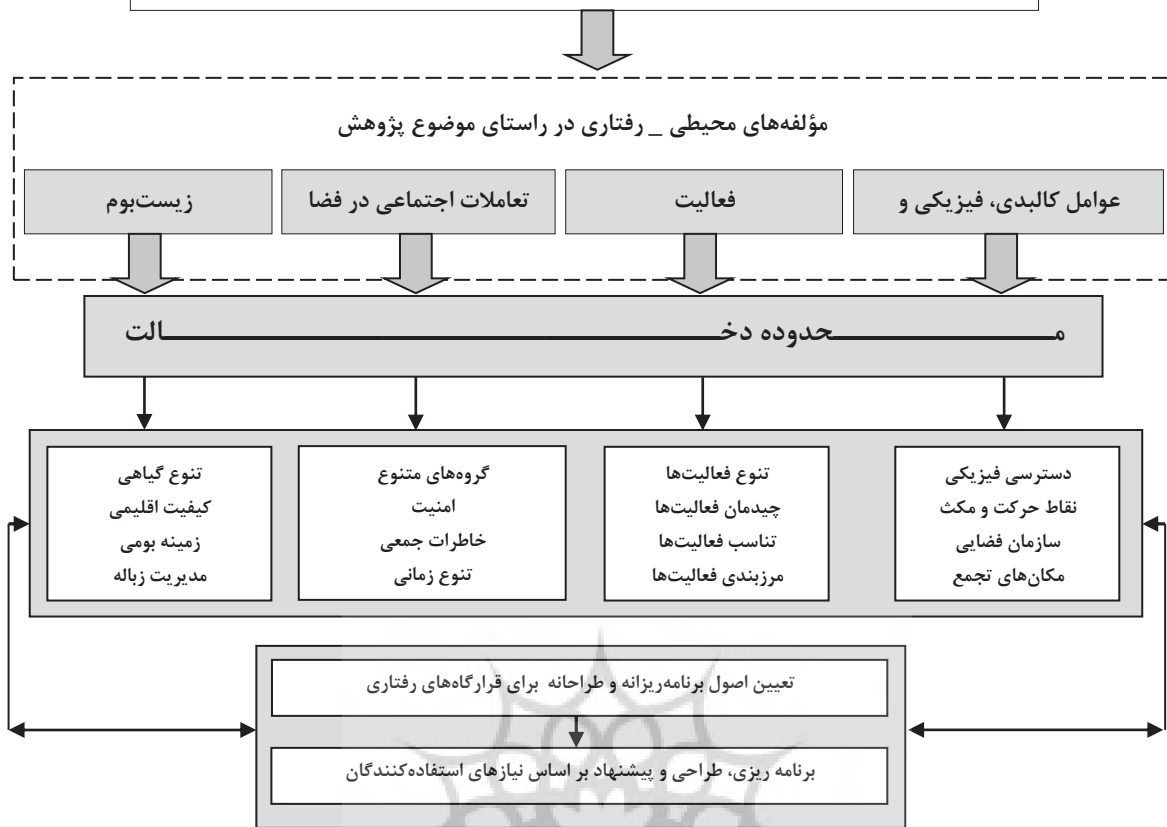 مؤلفه‌های محیطی _ رفتاری در راستای موضوع پژوهش
عوامل کالبدی، فیزیکی و
فعالیت
تعاملات اجتماعی در فضا
زیست‌بوم
مـــحدوده دخـــالت
دسترسی فیزیکی
نقاط حرکت و مکث
سازمان فضایی
مکان‌های تجمع
تنوع فعالیت‌ها
چیدمان فعالیت‌ها
تناسب فعالیت‌ها
مرزبندی فعالیت‌ها
گروه‌های متنوع
امنیت
خاطرات جمعی
تنوع زمانی
تنوع گیاهی
کیفیت اقلیمی
زمینه بومی
مدیریت زباله
تعیین اصول برنامه‌ریزانه و طراحانه برای قرارگاه‌های رفتاری
برنامه ریزی، طراحی و پیشنهاد بر اساس نیازهای استفاده‌کنندگان